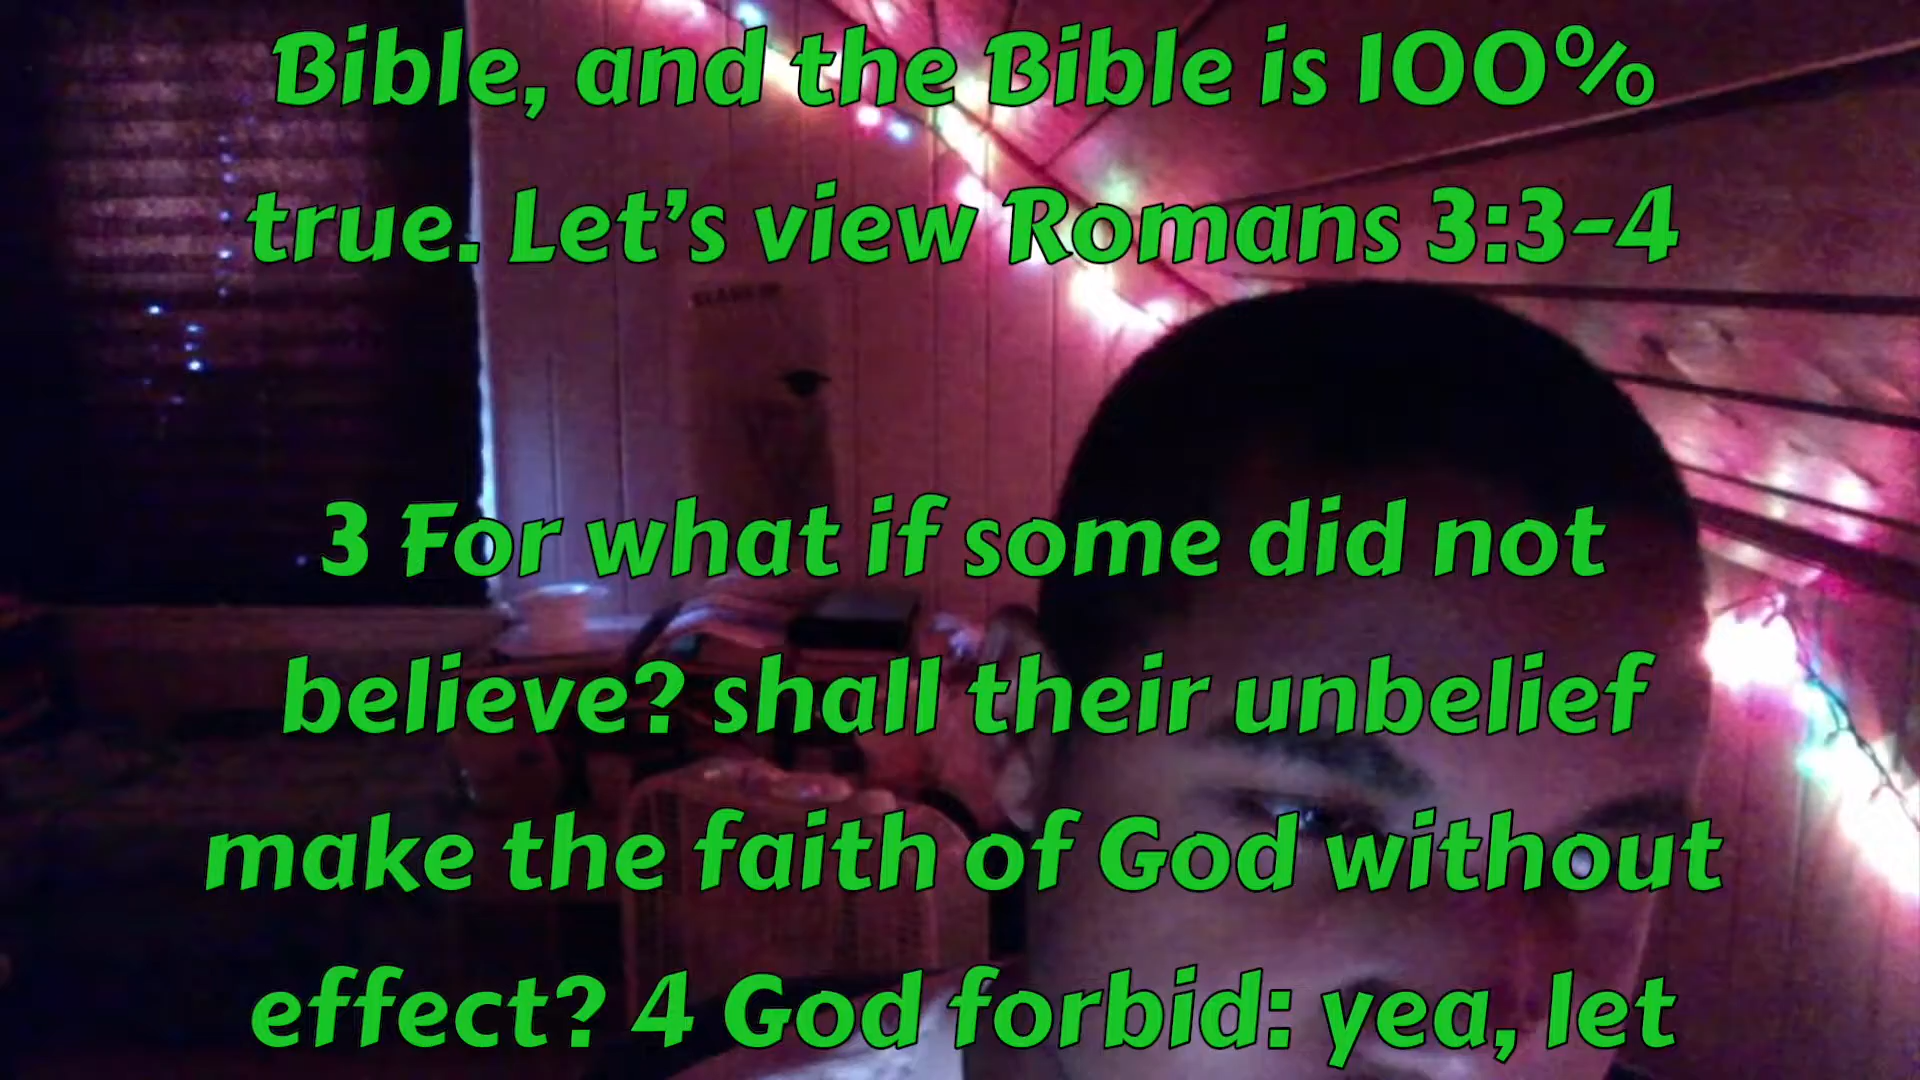 Bible, and the Bible is 100%
true. Let's view Romans 3:3-4
3 For what if some did not
believe? shall their unbelief
make the faith of God without
effect? 4 God forbid: yea, let